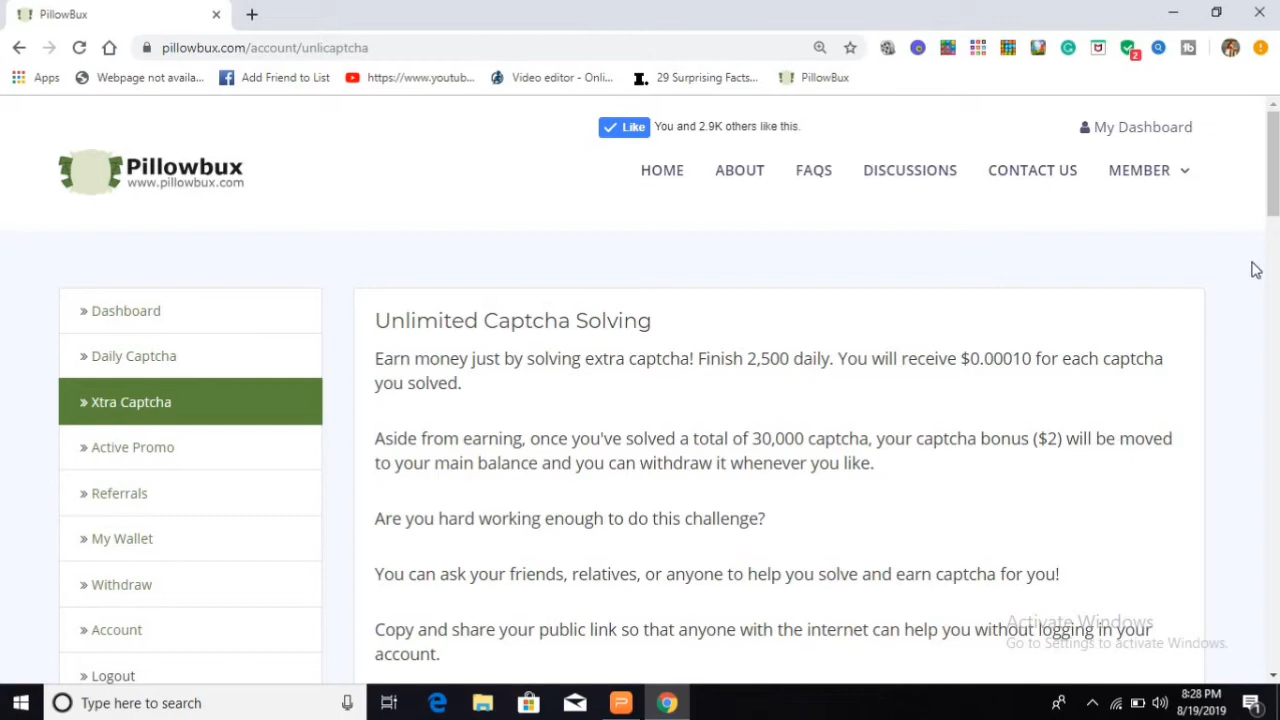 PillowBux
pillowbux.com/account/unlicaptcha
2
Apps
Webpage not availa...
Add Friend to List
https://www.youtub...
Video editor - Onli...
29 Surprising Facts...
PillowBux
Like
You and 2.9K others like this.
My Dashboard
Pillowbux
www.pillowbux.com
HOME
ABOUT
FAQS
DISCUSSIONS
CONTACT US
MEMBER
» Dashboard
» Daily Captcha
» Xtra Captcha
» Active Promo
» Referrals
» My Wallet
» Withdraw
» Account
» Logout
Unlimited Captcha Solving
Earn money just by solving extra captcha! Finish 2,500 daily. You will receive $0.00010 for each captcha
you solved.
Aside from earning, once you've solved a total of 30,000 captcha, your captcha bonus ($2) will be moved
to your main balance and you can withdraw it whenever you like.
Are you hard working enough to do this challenge?
You can ask your friends, relatives, or anyone to help you solve and earn captcha for you!
Copy and share your public link so that anyone with the internet can help you without logging in your
account.
Activate Windows
Go to Settings to activate Windows.
Type here to search
8:28 PM
8/19/2019
1